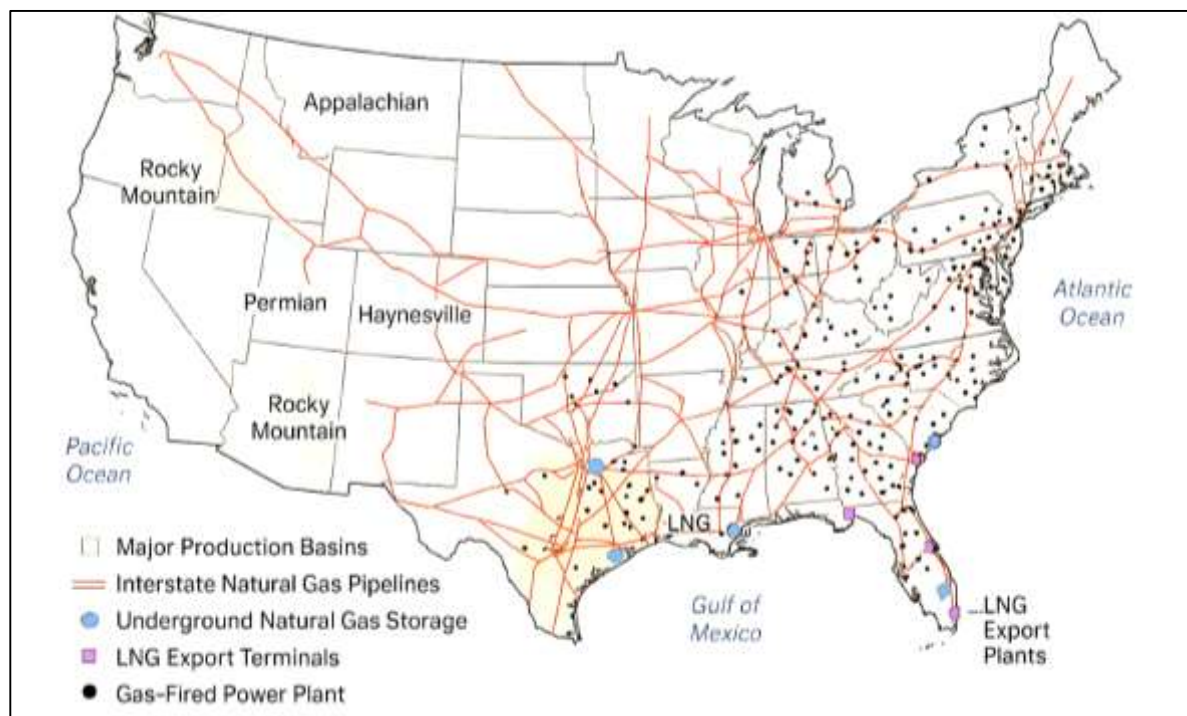 Appalachian
Rocky
Mountain
Permian
Haynesville
Atlantic
Ocean
Rocky
Mountain
Pacific
Ocean
LNG
Gulf of
Mexico
LNG
Export
Plants
Major Production Basins
Interstate Natural Gas Pipelines
Underground Natural Gas Storage
LNG Export Terminals
Gas-Fired Power Plant